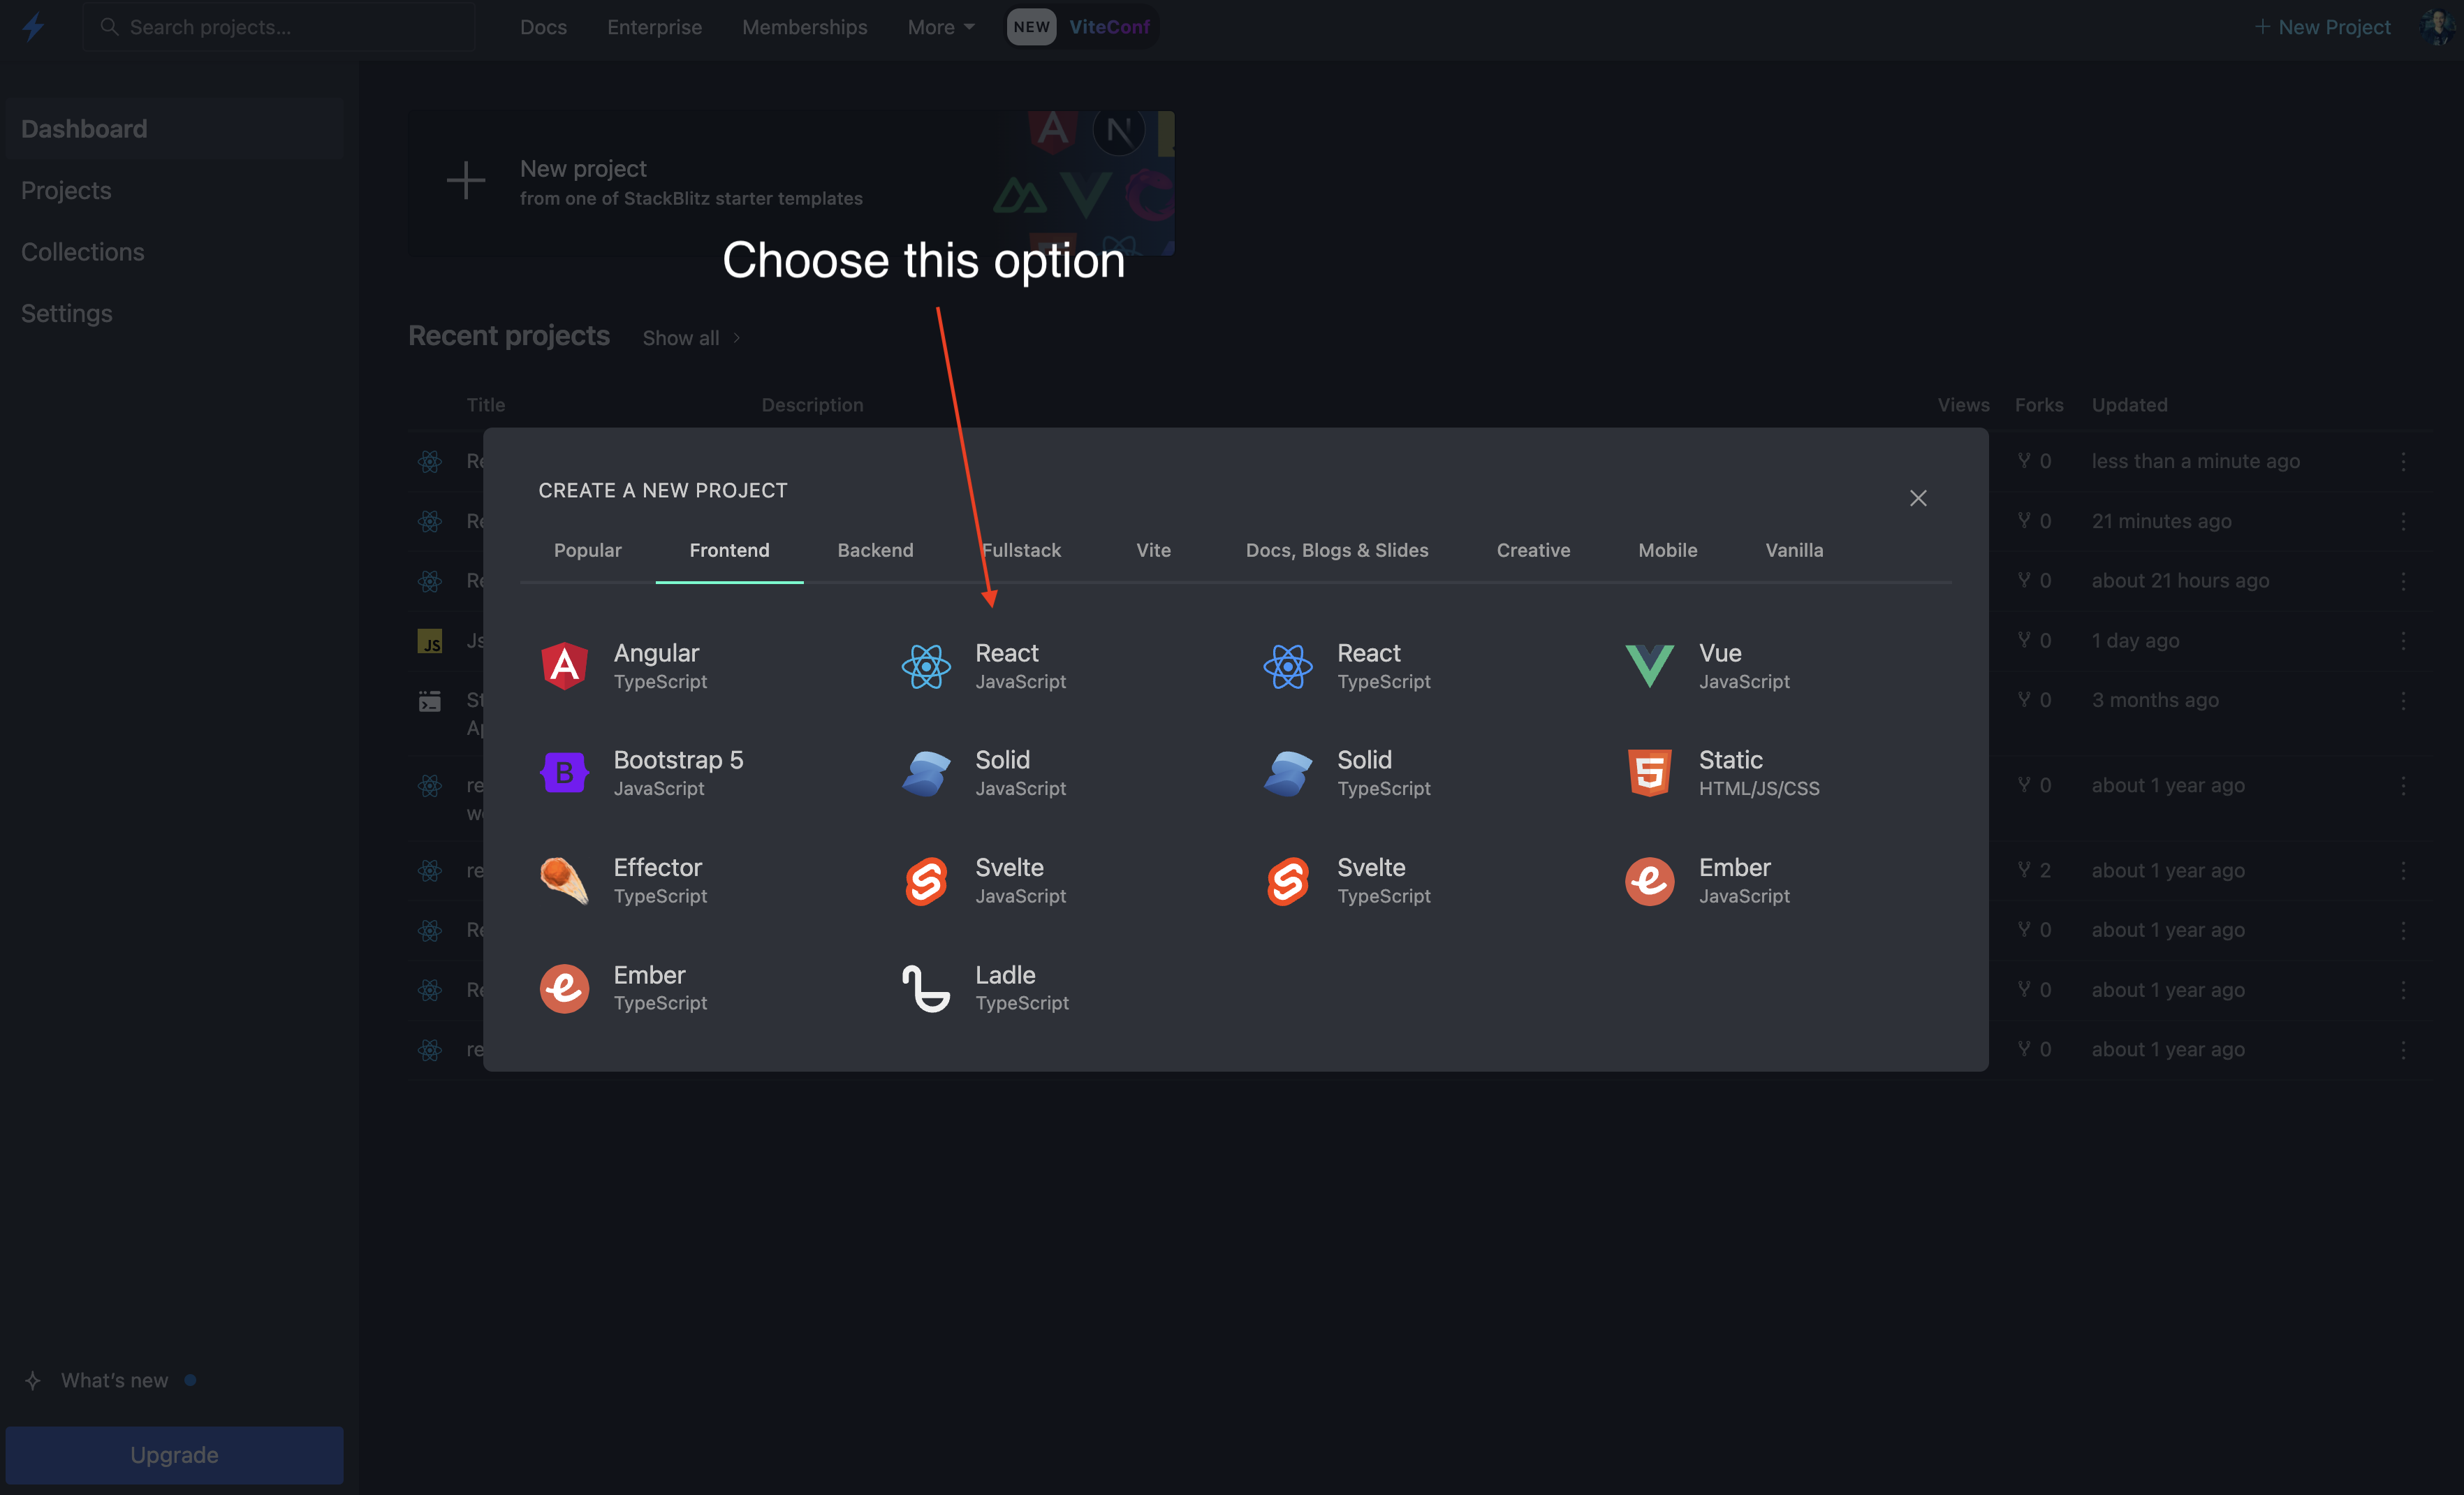 Search projects...
Docs
Enterprise
Memberships
More
NEW
ViteConf
New Project
Dashboard
Projects
Collections
Settings
New project
from one of StackBlitz starter templates
Choose this option
Recent projects
Show all
Title
Description
Views
Forks
Updated
Re
0
less than a minute ago
Re
0
21 minutes ago
Re
0
about 21 hours ago
JS
Js
0
1 day ago
St
Ap
0
3 months ago
re
we
0
about 1 year ago
re
2
about 1 year ago
Re
0
about 1 year ago
Re
0
about 1 year ago
re
0
about 1 year ago
CREATE A NEW PROJECT
Popular
Frontend
Backend
Fullstack
Vite
Docs, Blogs & Slides
Creative
Mobile
Vanilla
Angular
TypeScript
React
JavaScript
React
TypeScript
Vue
JavaScript
Bootstrap 5
JavaScript
Solid
JavaScript
Solid
TypeScript
Static
HTML/JS/CSS
Effector
TypeScript
Svelte
JavaScript
Svelte
TypeScript
Ember
JavaScript
Ember
TypeScript
Ladle
TypeScript
What's new
Upgrade